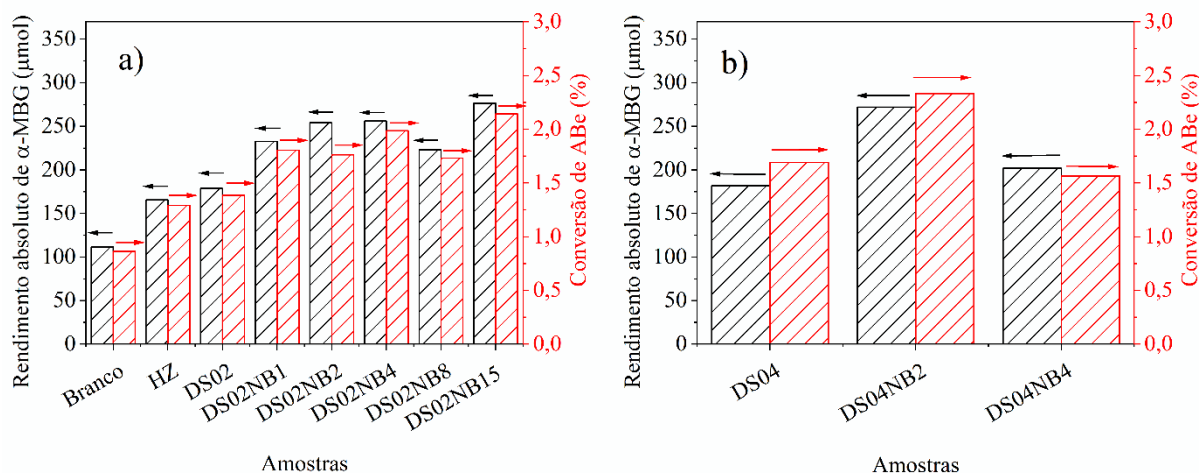 a)
Rendimento absoluto de α-MBG (µmol)
350
300
250
200
150
100
50
0
3,0
2,5
2,0
1,5
1,0
0,5
0,0
Conversão de ABe (%)
Branco
HZ
DS02
DS02NB1
DS02NB2
DS02NB4
DS02NB8
DS02NB15
Amostras
b)
Rendimento absoluto de α-MBG (µmol)
350
300
250
200
150
100
50
0
3,0
2,5
2,0
1,5
1,0
0,5
0,0
Conversão de ABe (%)
DS04
DS04NB2
DS04NB4
Amostras